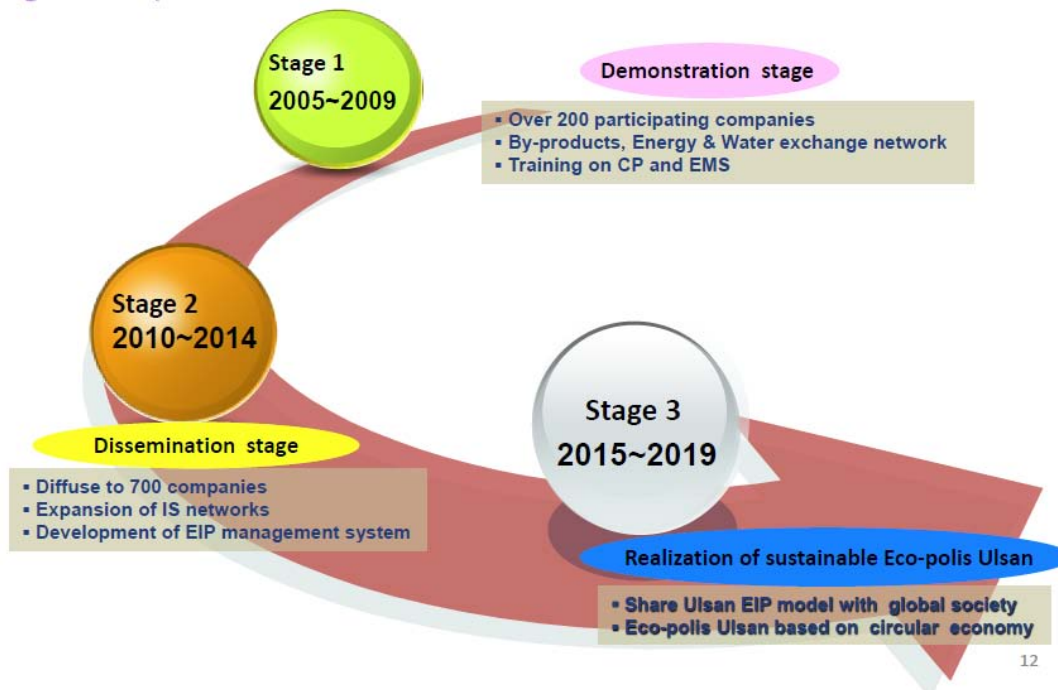 Stage 1
2005~2009
Demonstration stage
▪ Over 200 participating companies
▪ By-products, Energy & Water exchange network
▪ Training on CP and EMS
Stage 2
2010~2014
Dissemination stage
▪ Diffuse to 700 companies
▪ Expansion of IS networks
▪ Development of EIP management system
Stage 3
2015~2019
Realization of sustainable Eco-polis Ulsan
▪ Share Ulsan EIP model with global society
▪ Eco-polis Ulsan based on circular economy
12